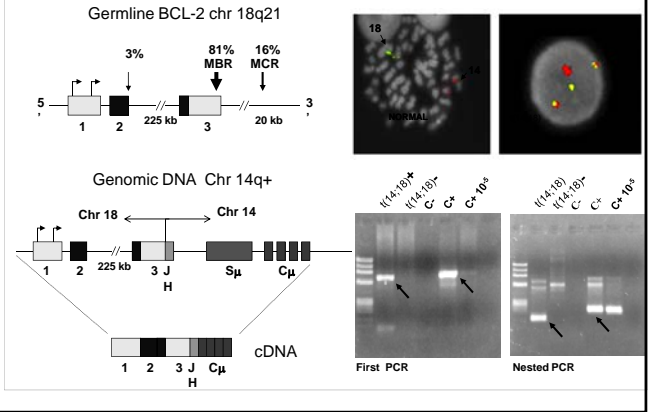 Germline BCL-2 chr 18q21
3%
81%
MBR
16%
MCR
5
'
3
'
1
2
225 kb
3
20 kb
Genomic DNA Chr 14q+
Chr 18
Chr 14
1
2
225 kb
3 J
H
Sμ
Cμ
cDNA
1
2
3 J
H
Cμ
18
14
NORMAL
t(14;18)+
t(14;18)-
C-
C+
C+ 10-5
First PCR
t(14;18)
t(14;18)-
C-
C+
C+ 10-5
Nested PCR